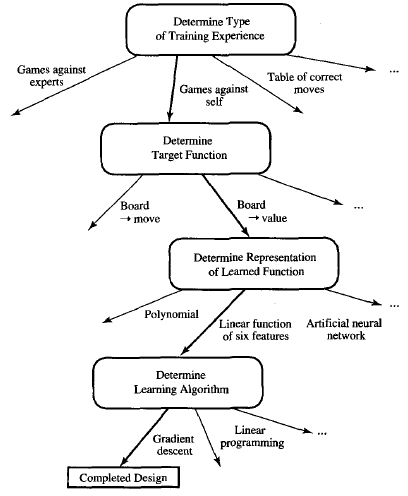 Determine Type
of Training Experience
Games against
experts
Games against
self
Table of correct
moves
...
Determine
Target Function
Board
→ move
Board
→ value
...
Determine Representation
of Learned Function
Polynomial
Linear function
of six features
Artificial neural
network
...
Determine
Learning Algorithm
Gradient
descent
Linear
programming
...
Completed Design